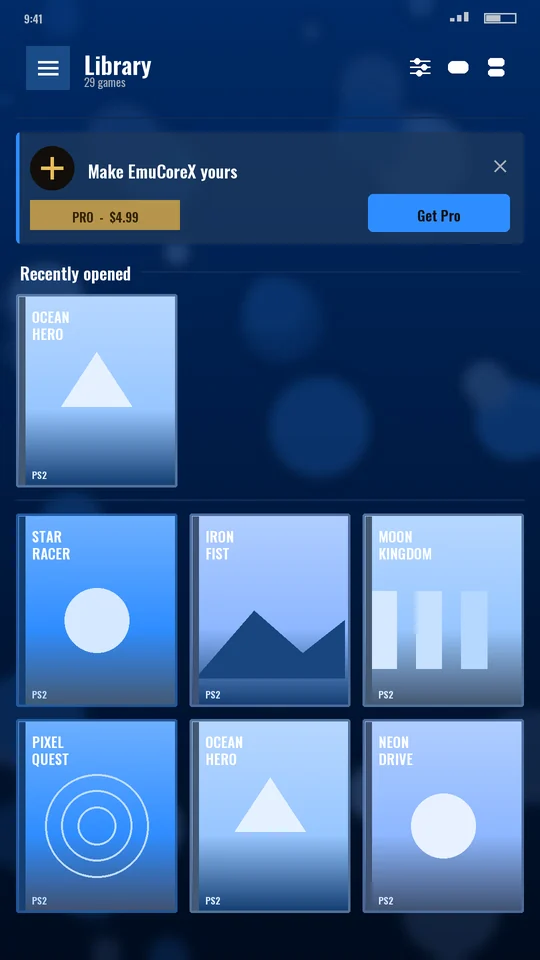 9:41
Library
29 games
Make EmuCoreX yours
PRO - $4.99
Get Pro
Recently opened
OCEAN
HERO
PS2
STAR
RACER
PS2
IRON
FIST
PS2
MOON
KINGDOM
PS2
PIXEL
QUEST
PS2
OCEAN
HERO
PS2
NEON
DRIVE
PS2